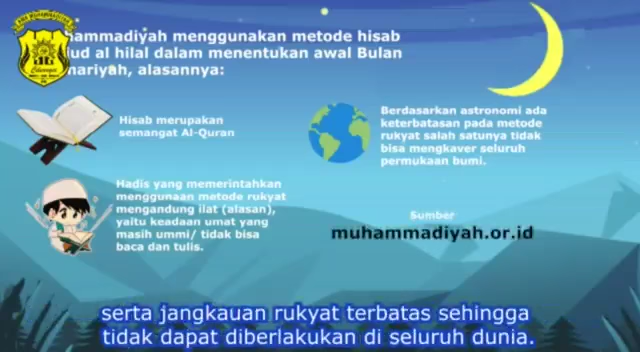 hammadiyah menggunakan metode hisab
ud al hilal dalam menentukan awal Bulan
mariyah, alasannya:
Hisab merupakan
semangat Al-Quran
Berdasarkan astronomi ada
keterbatasan pada metode
rukyat salah satunya tidak
bisa mengkaver seluruh
permukaan bumi.
Hadis yang memerintahkan
menggunaan metode rukyat
mengandung ilat (alasan),
yaitu keadaan umat yang
masih ummi/ tidak bisa
baca dan tulis.
Sumber
muhammadiyah.or.id
serta jangkauan rukyat terbatas sehingga
tidak dapat diberlakukan di seluruh dunia.